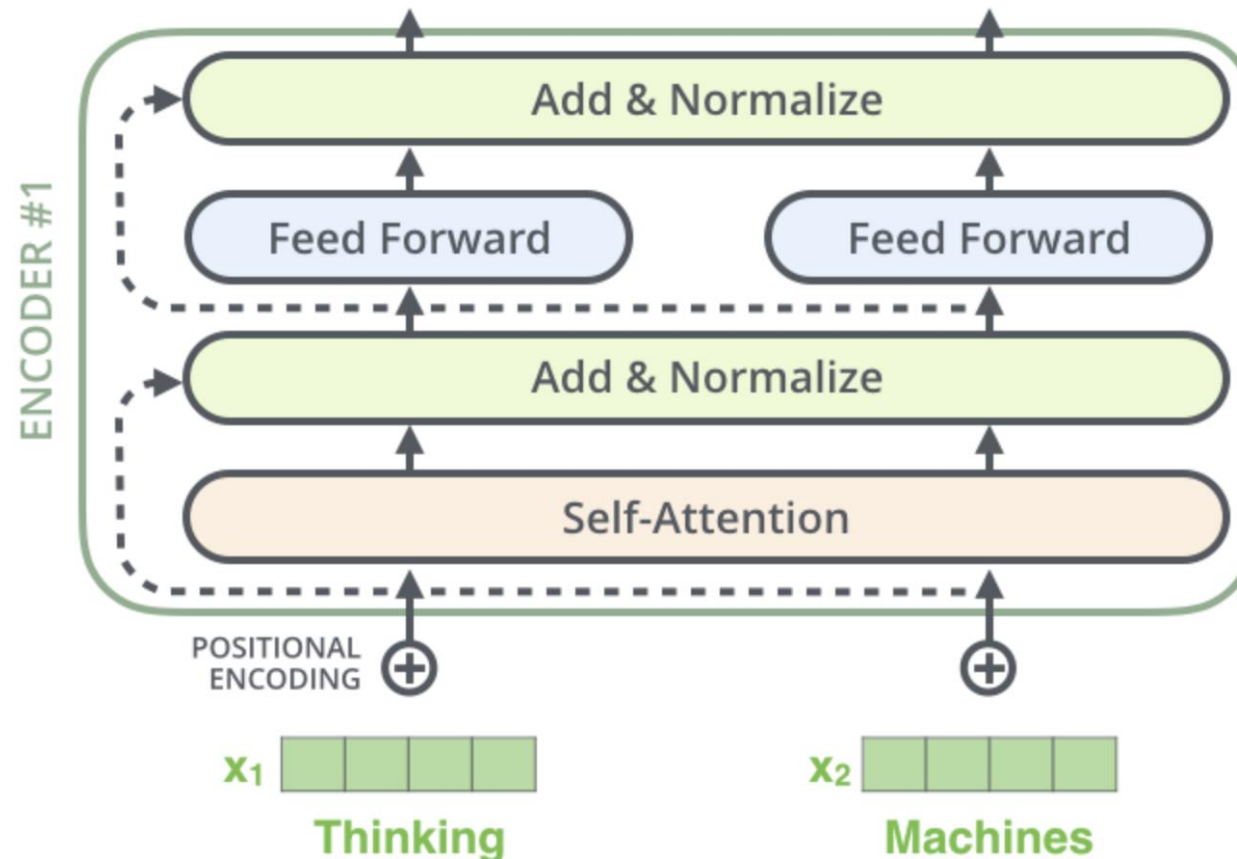 ENCODER #1
Add & Normalize
Feed Forward
Feed Forward
Add & Normalize
Self-Attention
POSITIONAL
ENCODING
x₁
x₂
Thinking
Machines